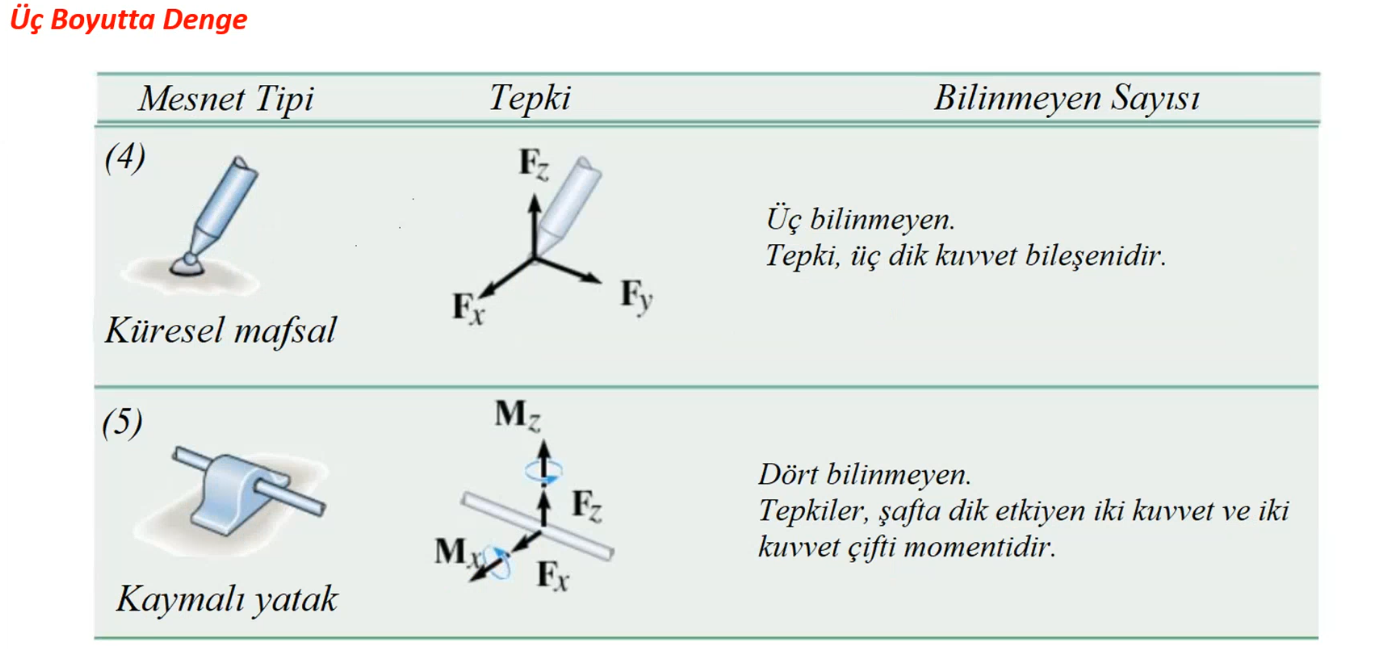 Üç Boyutta Denge
Mesnet Tipi Tepki Bilinmeyen Sayısı
(4)
Fz
Fx
Fy
Küresel mafsal
Üç bilinmeyen.
Tepki, üç dik kuvvet bileşenidir.
(5)
Mz
Fz
Mx
Fx
Kaymalı yatak
Dört bilinmeyen.
Tepkiler, şafta dik etkiyen iki kuvvet ve iki
kuvvet çifti momentidir.